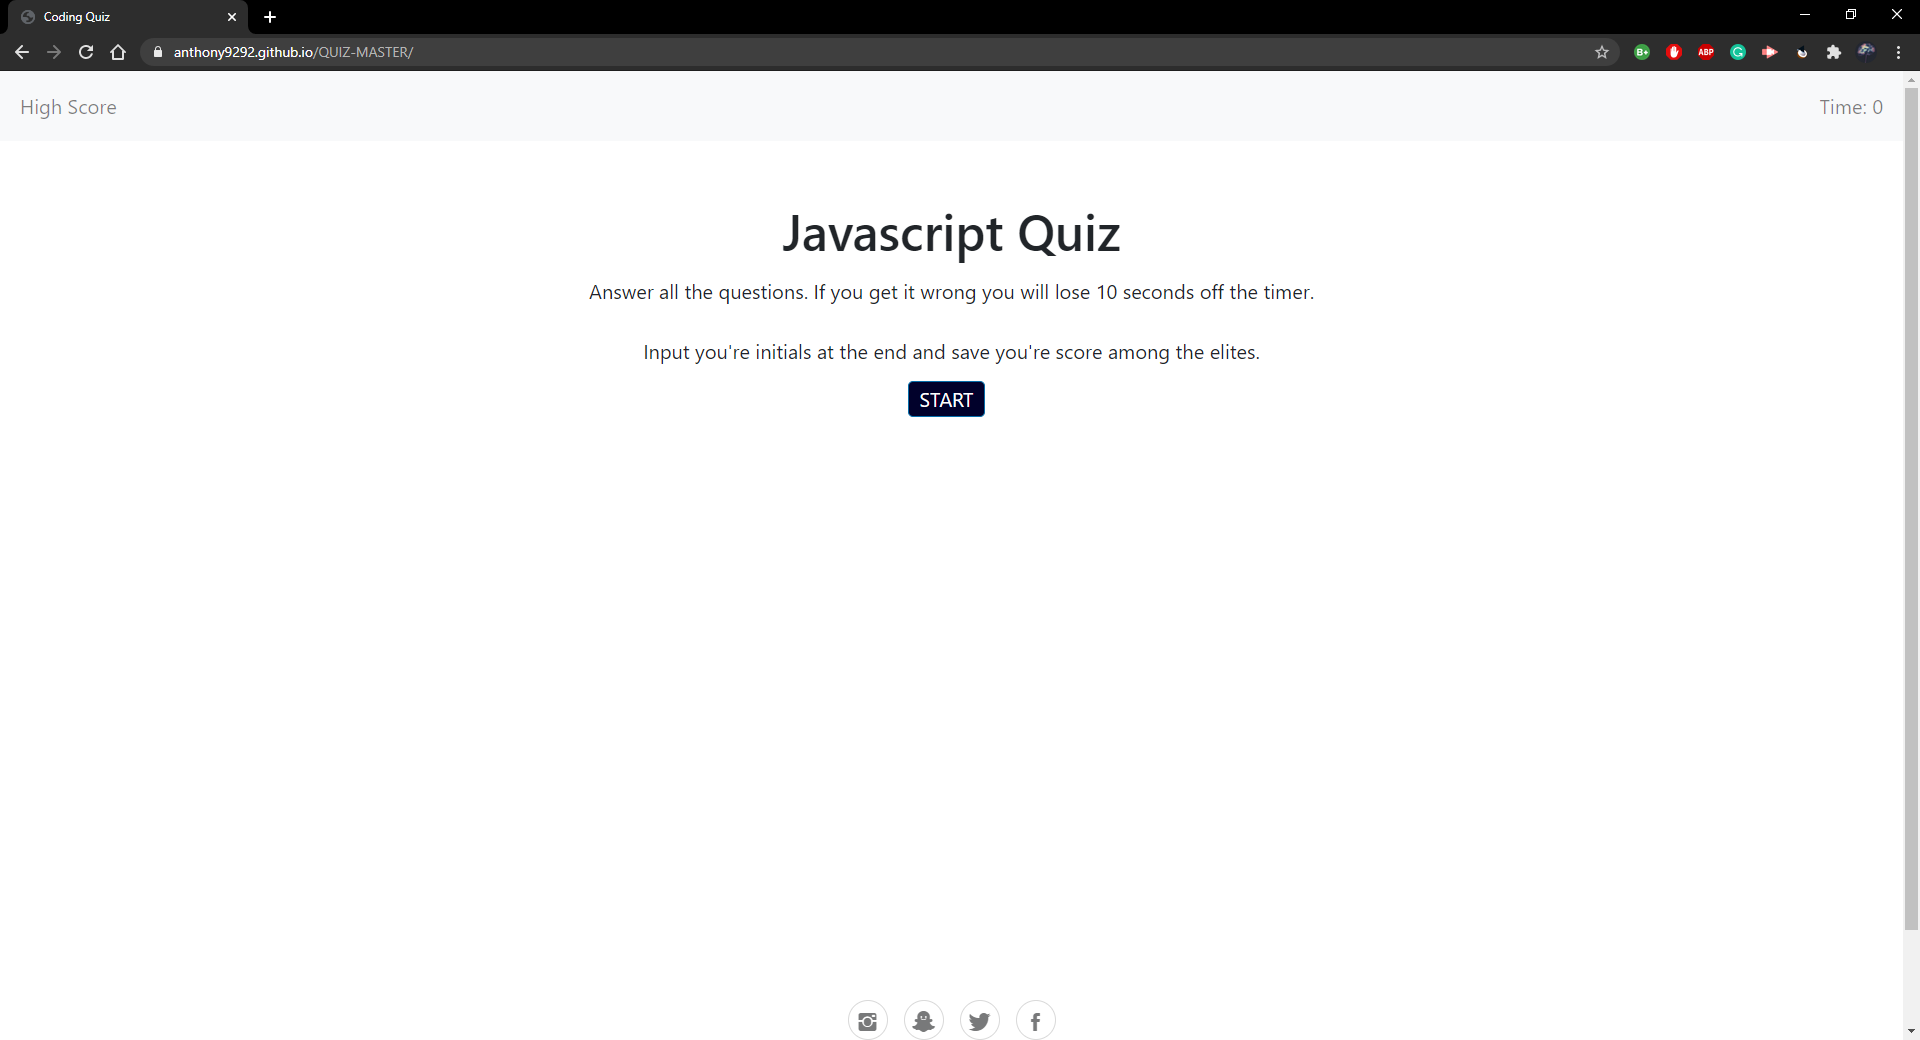 Coding Quiz
anthony9292.github.io/QUIZ-MASTER/
B+
ABP
High Score
Time: 0
Javascript Quiz
Answer all the questions. If you get it wrong you will lose 10 seconds off the timer.
Input you're initials at the end and save you're score among the elites.
START